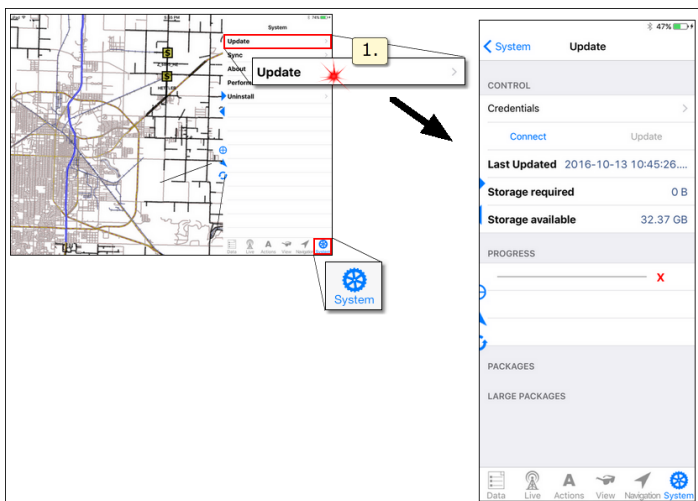 System
Update
Sync
About
Perform
Uninstall
1.
Update
Data Live Actions View Navigation System
System
47%
System Update
CONTROL
Credentials
Connect Update
Last Updated 2016-10-13 10:45:26....
Storage required 0 B
Storage available 32.37 GB
PROGRESS
X
PACKAGES
LARGE PACKAGES
Data Live Actions View Navigation System